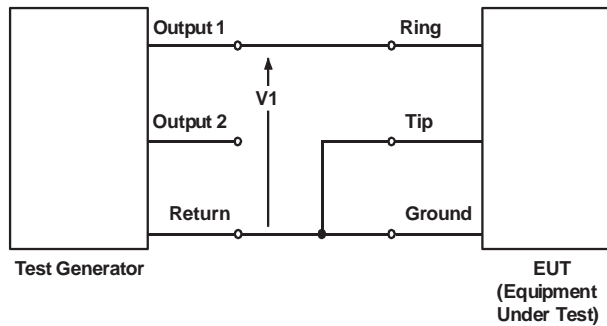 Output 1
Ring
V1
Output 2
Tip
Return
Ground
Test Generator
EUT
(Equipment
Under Test)